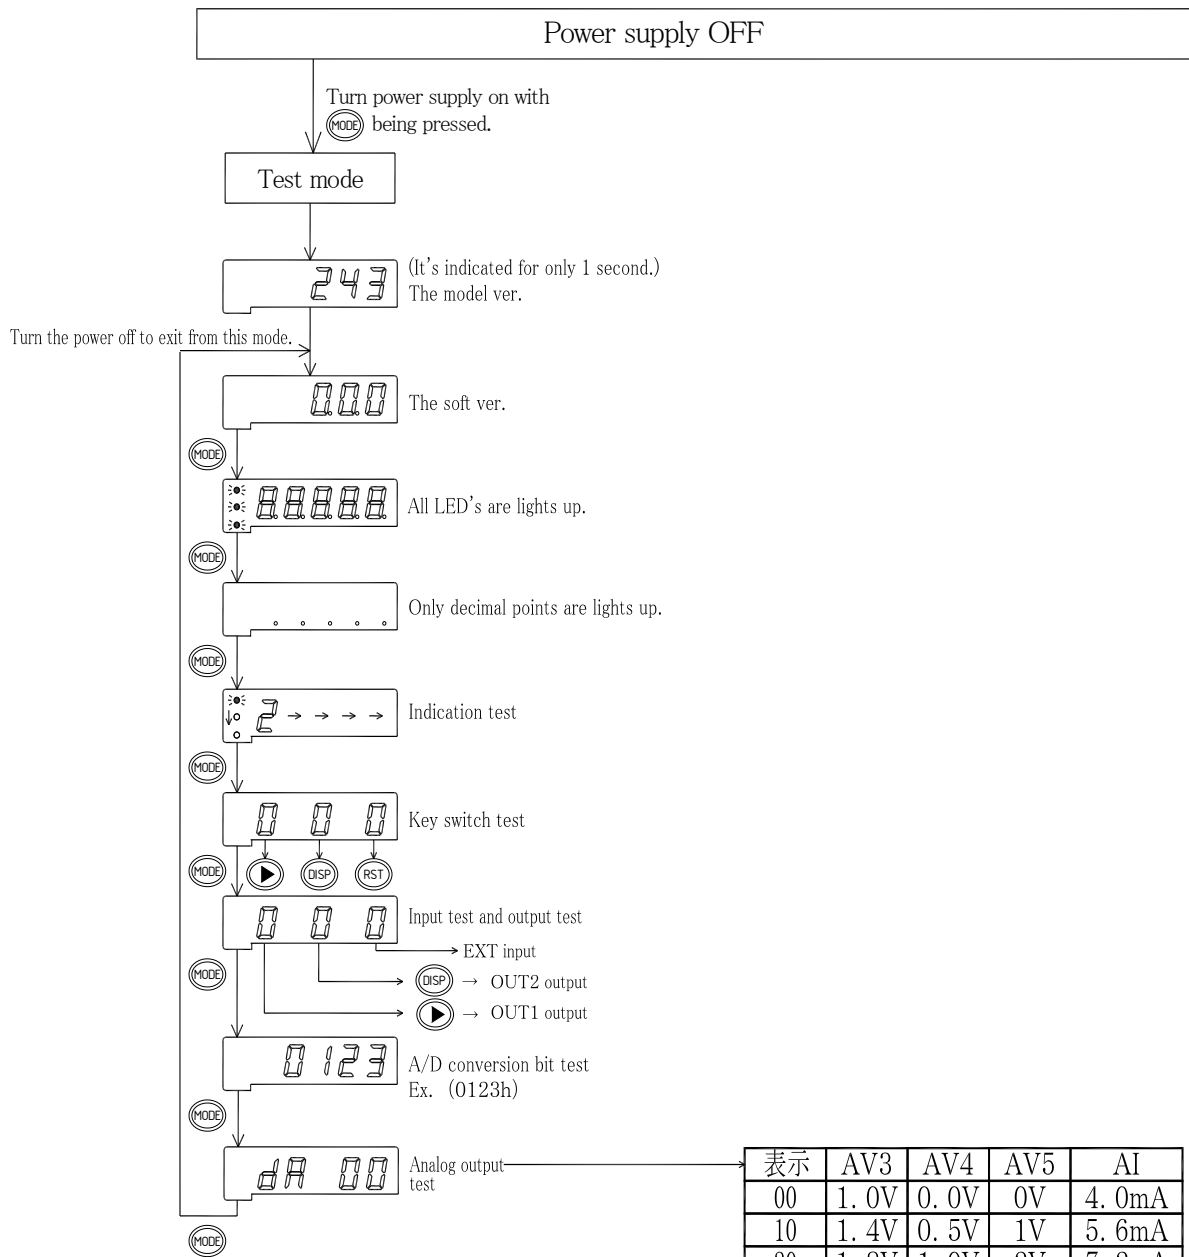 Power supply OFF
Turn power supply on with
MODE being pressed.
Test mode
243
(It's indicated for only 1 second.)
The model ver.
Turn the power off to exit from this mode.
0.0.0
The soft ver.
MODE
8.8.8.8.8.
All LED's are lights up.
MODE
. . . . .
Only decimal points are lights up.
MODE
2 → → → →
Indication test
MODE
0 0 0
Key switch test
MODE ▶ DISP RST
0 0 0
Input test and output test
EXT input
MODE
DISP → OUT2 output
▶ → OUT1 output
0123
A/D conversion bit test
Ex. (0123h)
MODE
dA 00
Analog output
test
MODE
表示 AV3 AV4 AV5 AI
00 1.0V 0.0V 0V 4.0mA
10 1.4V 0.5V 1V 5.6mA